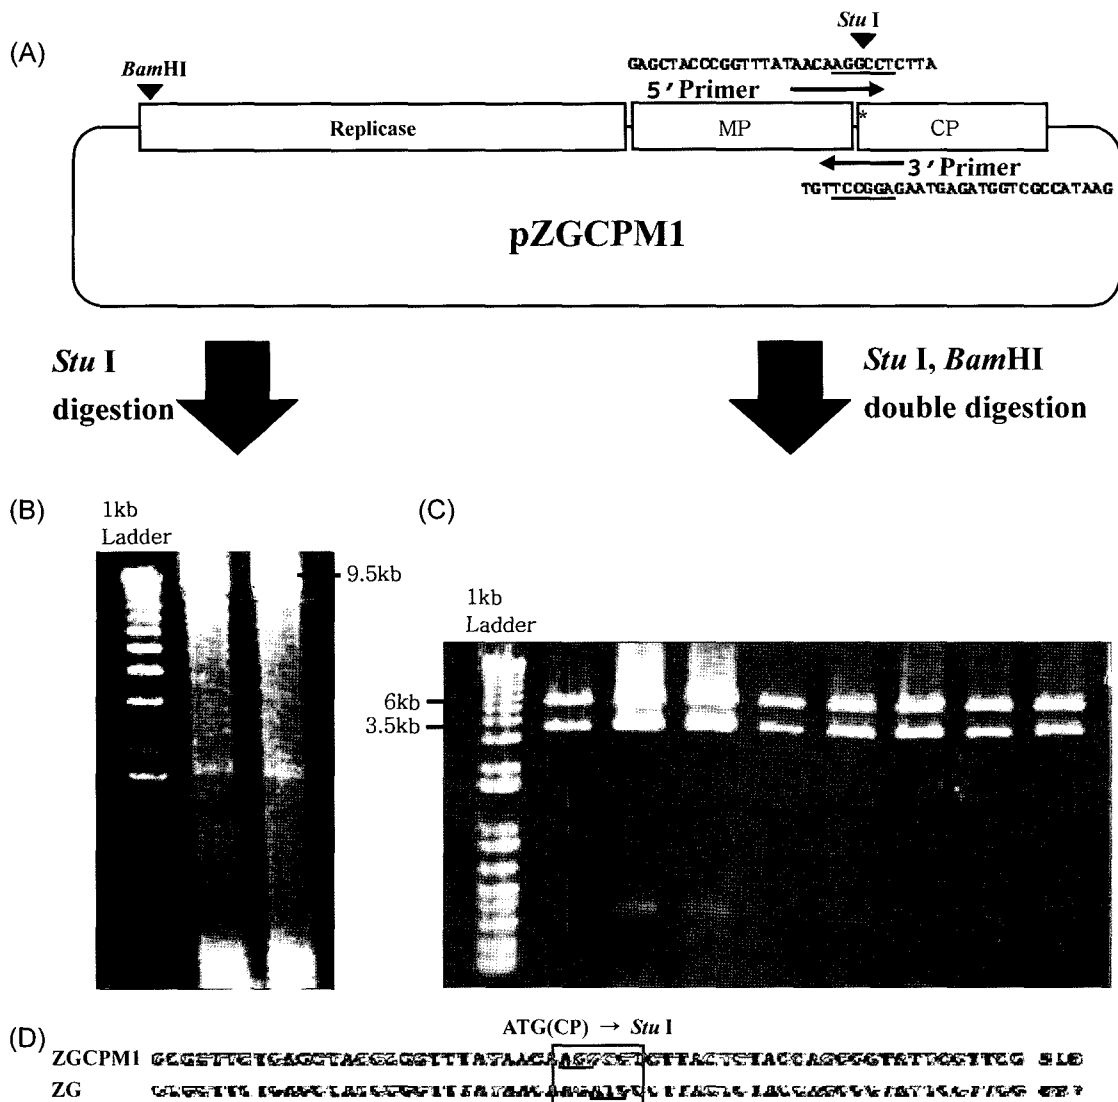 (A)
Stu I
BamHI
GAGCTACCCGGTTTATAACAAGGCCTCTTA
5' Primer
Replicase
MP
*
CP
3' Primer
TGTTCCGGAGAATGAGATGGTCGCCATAAG
pZGCPM1
Stu I
digestion
Stu I, BamHI
double digestion
(B)
1kb
Ladder
9.5kb
(C)
1kb
Ladder
6kb
3.5kb
(D)
ATG(CP) → Stu I
ZGCPM1
ZG